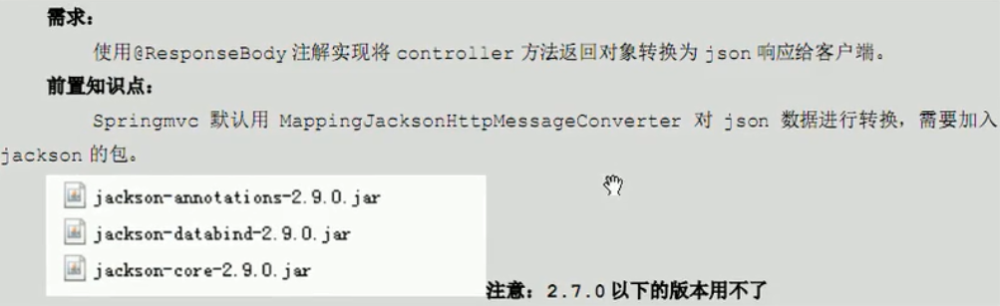 需求：
使用@ResponseBody 注解实现将 controller 方法返回对象转换为 json 响应给客户端。
前置知识点：
Springmvc 默认用 MappingJacksonHttpMessageConverter 对 json 数据进行转换，需要加入
jackson 的包。
jackson-annotations-2.9.0.jar
jackson-databind-2.9.0.jar
jackson-core-2.9.0.jar
注意：2.7.0 以下的版本用不了